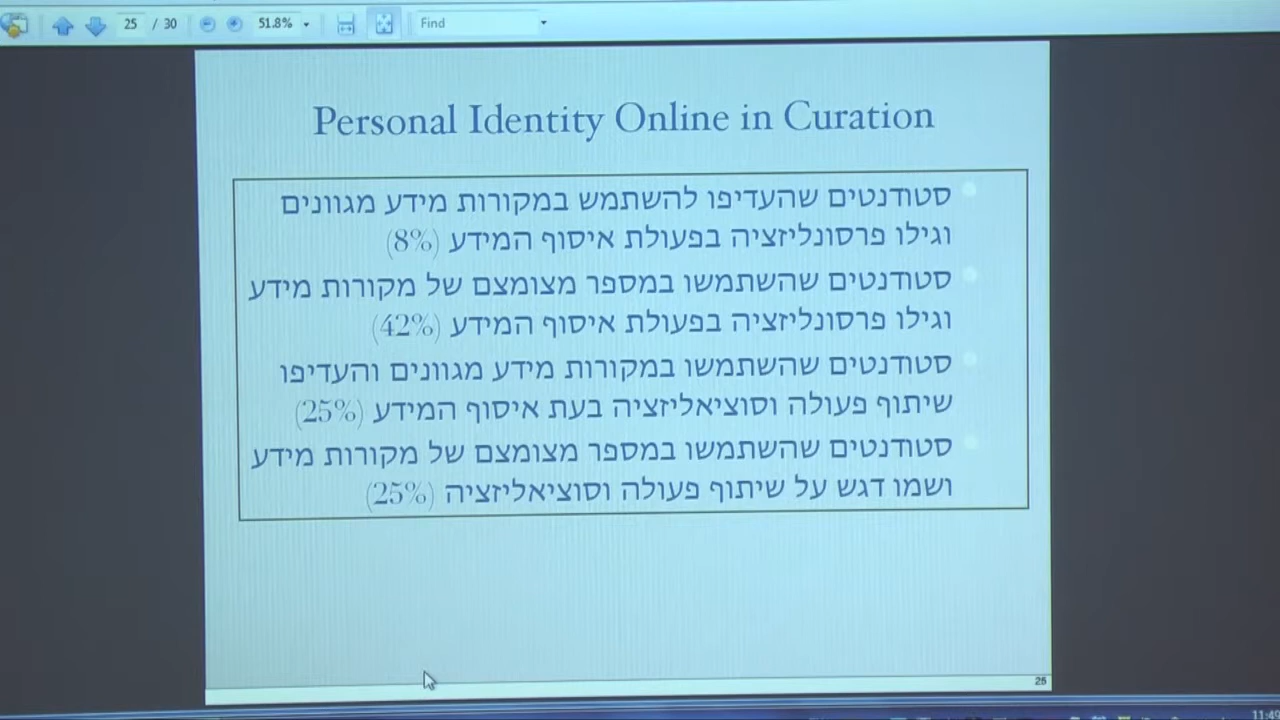 25 / 30
51.8%
Find
Personal Identity Online in Curation
סטודנטים שהעדיפו להשתמש במקורות מידע מגוונים
וגילו פרסונליזציה בפעולת איסוף המידע (8%)
סטודנטים שהשתמשו במספר מצומצם של מקורות מידע
וגילו פרסונליזציה בפעולת איסוף המידע (42%)
סטודנטים שהשתמשו במקורות מידע מגוונים והעדיפו
שיתוף פעולה וסוציאליזציה בעת איסוף המידע (25%)
סטודנטים שהשתמשו במספר מצומצם של מקורות מידע
ושמו דגש על שיתוף פעולה וסוציאליזציה (25%)
25